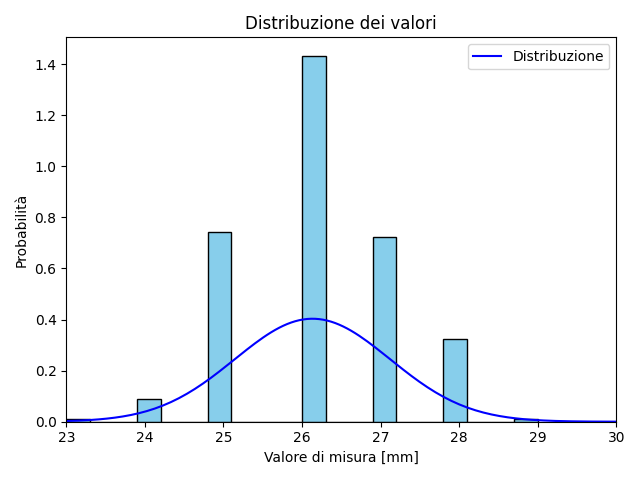 Distribuzione dei valori
Distribuzione
Probabilità
1.4
1.2
1.0
0.8
0.6
0.4
0.2
0.0
23 24 25 26 27 28 29 30
Valore di misura [mm]